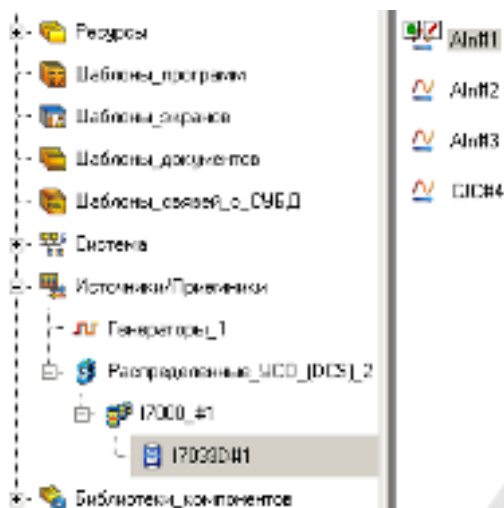 Ресурсы
Шаблоны_программ
Шаблоны_экранов
Шаблоны_документов
Шаблоны_связей_с_СУБД
Система
Источники/Приемники
Генераторы_1
Распределенные_УСО_(DCS)_2
I7000_#1
I7033D#1
Библиотеки_компонентов
AIn#1
AIn#2
AIn#3
CJC#4